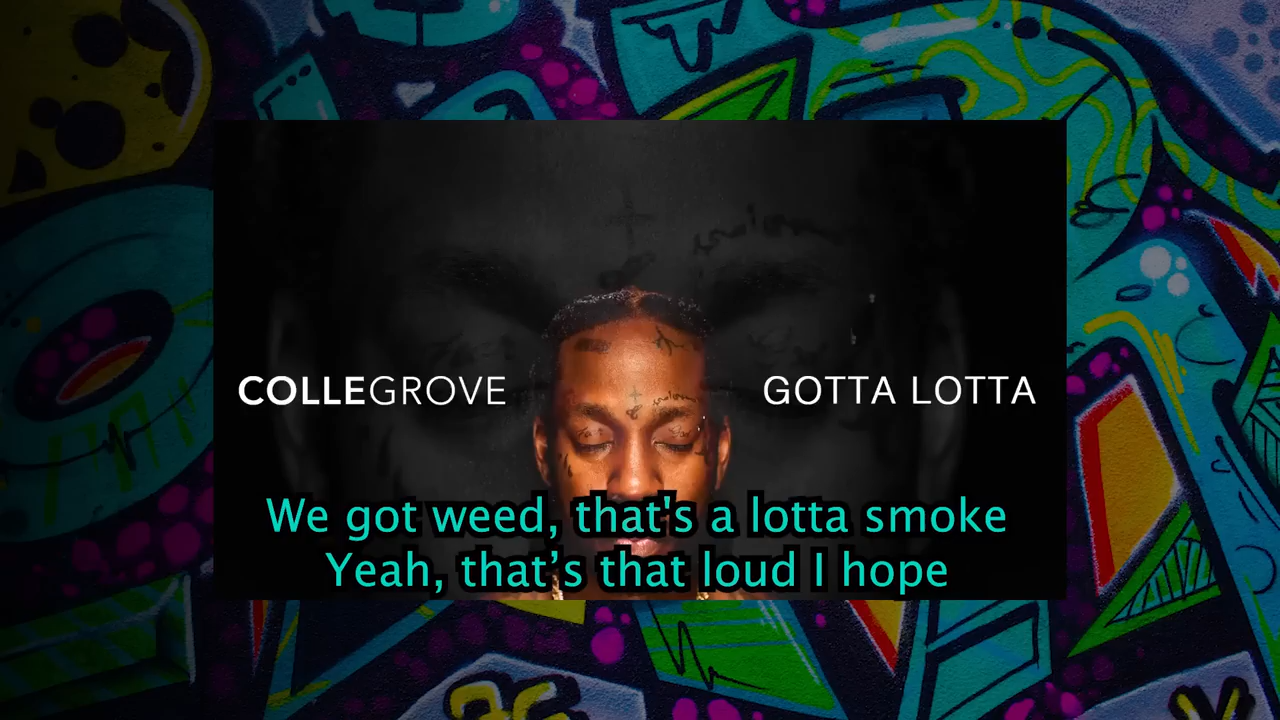 COLLEGROVE
GOTTA LOTTA
We got weed, that's a lotta smoke
Yeah, that’s that loud I hope